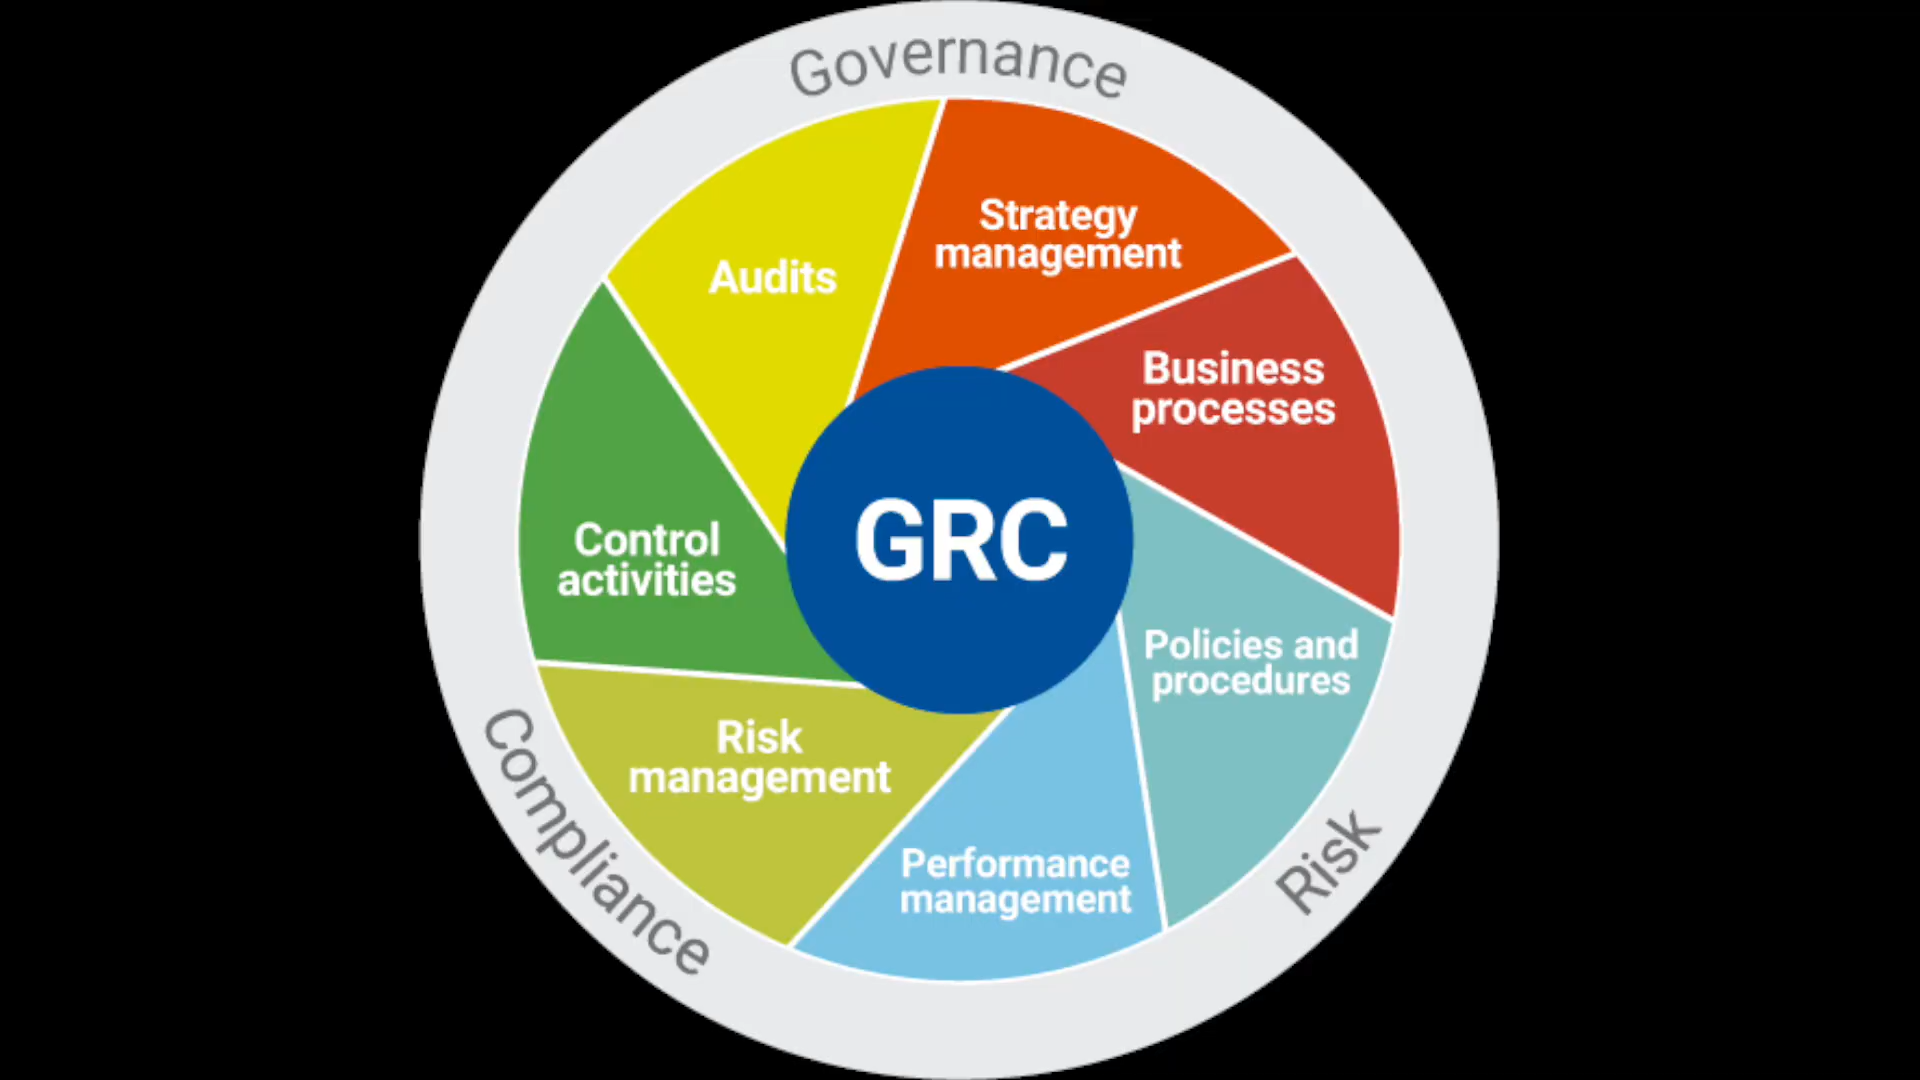 Governance
Strategy
management
Audits
Business
processes
GRC
Control
activities
Policies and
procedures
Risk
management
Performance
management
Compliance
Risk